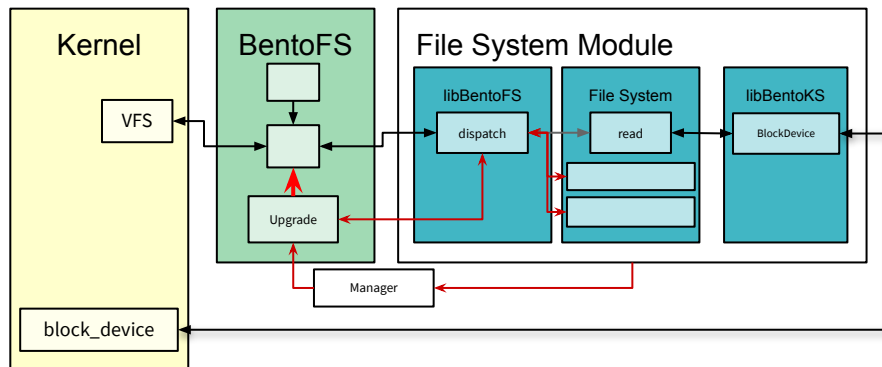 Kernel
BentoFS
File System Module
libBentoFS
File System
libBentoKS
VFS
dispatch
read
BlockDevice
Upgrade
Manager
block_device